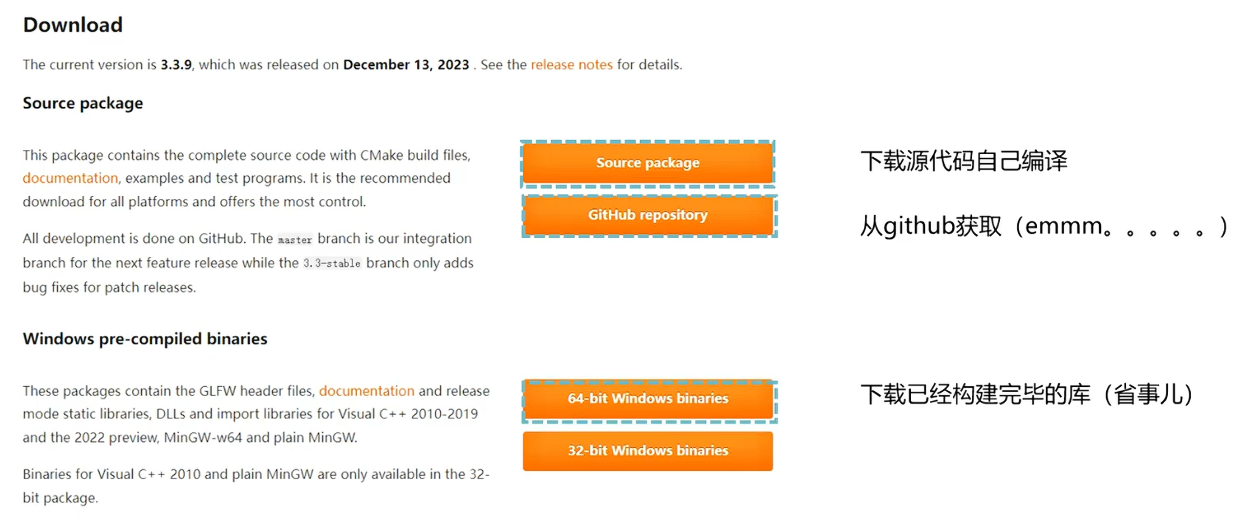 Download
The current version is 3.3.9, which was released on December 13, 2023 . See the release notes for details.
Source package
This package contains the complete source code with CMake build files,
documentation, examples and test programs. It is the recommended
download for all platforms and offers the most control.
All development is done on GitHub. The master branch is our integration
branch for the next feature release while the 3.3-stable branch only adds
bug fixes for patch releases.
Source package
下载源代码自己编译
GitHub repository
从github获取（emmm。。。。。）
Windows pre-compiled binaries
These packages contain the GLFW header files, documentation and release
mode static libraries, DLLs and import libraries for Visual C++ 2010-2019
and the 2022 preview, MinGW-w64 and plain MinGW.
Binaries for Visual C++ 2010 and plain MinGW are only available in the 32-
bit package.
64-bit Windows binaries
下载已经构建完毕的库（省事儿）
32-bit Windows binaries